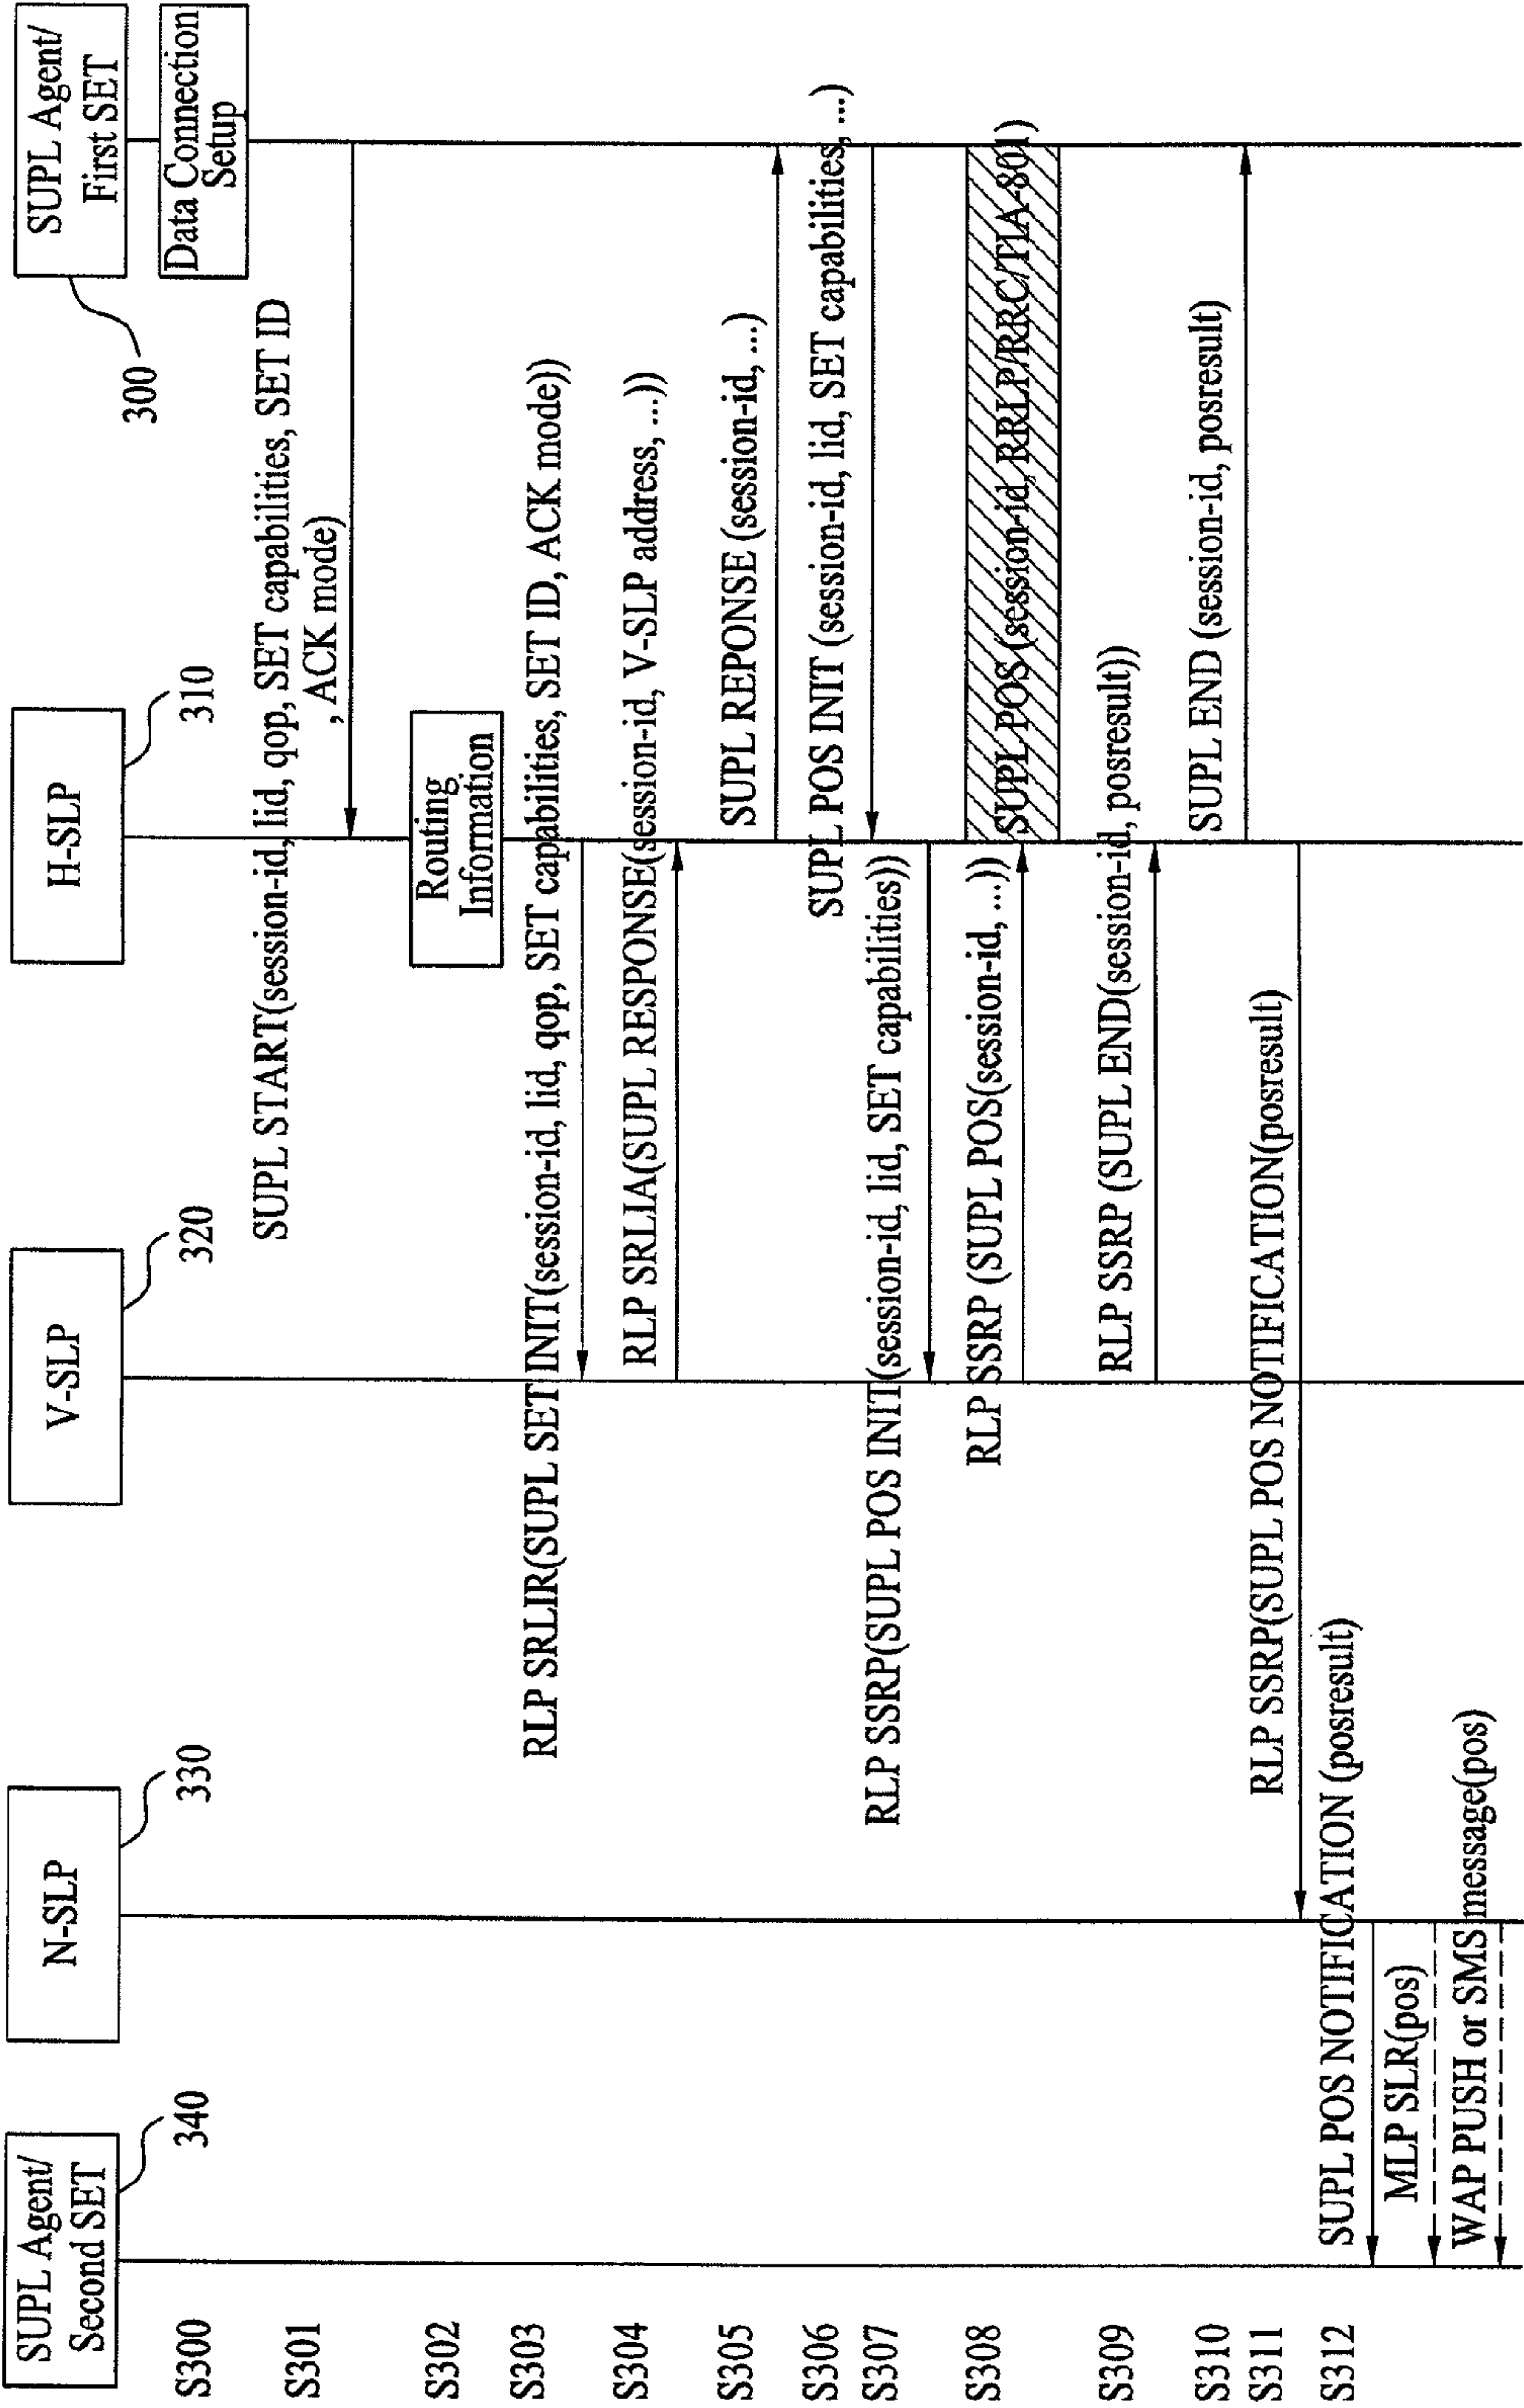 SUPL Agent/
Second SET
340
N-SLP
330
V-SLP
320
H-SLP
310
SUPL Agent/
First SET
300
S300
Data Connection
Setup
S301
SUPL START(session-id, lid, qop, SET capabilities, SET ID
, ACK mode)
S302
Routing
Information
S303
RLP SRLIR(SUPL SET INIT(session-id, lid, qop, SET capabilities, SET ID, ACK mode))
S304
RLP SRLIA(SUPL RESPONSE(session-id, V-SLP address, ...))
S305
SUPL REPONSE (session-id, ...)
S306
SUPL POS INIT (session-id, lid, SET capabilities, ...)
S307
RLP SSRP(SUPL POS INIT(session-id, lid, SET capabilities))
S308
RLP SSRP (SUPL POS(session-id, ...))
SUPL POS (session-id, RRLP/RRC/TIA-801)
S309
RLP SSRP (SUPL END(session-id, posresult))
S310
SUPL END (session-id, posresult)
S311
RLP SSRP(SUPL POS NOTIFICATION(posresult)
S312
SUPL POS NOTIFICATION (posresult)
MLP SLR(pos)
WAP PUSH or SMS message(pos)